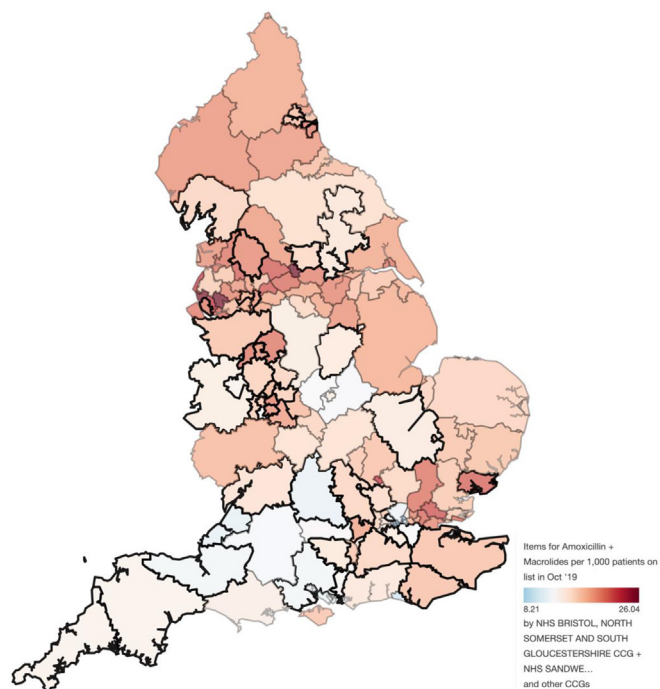 Items for Amoxicillin +
Macrolides per 1,000 patients on
list in Oct '19
8.21 26.04
by NHS BRISTOL, NORTH
SOMERSET AND SOUTH
GLOUCESTERSHIRE CCG +
NHS SANDWE...
and other CCGs